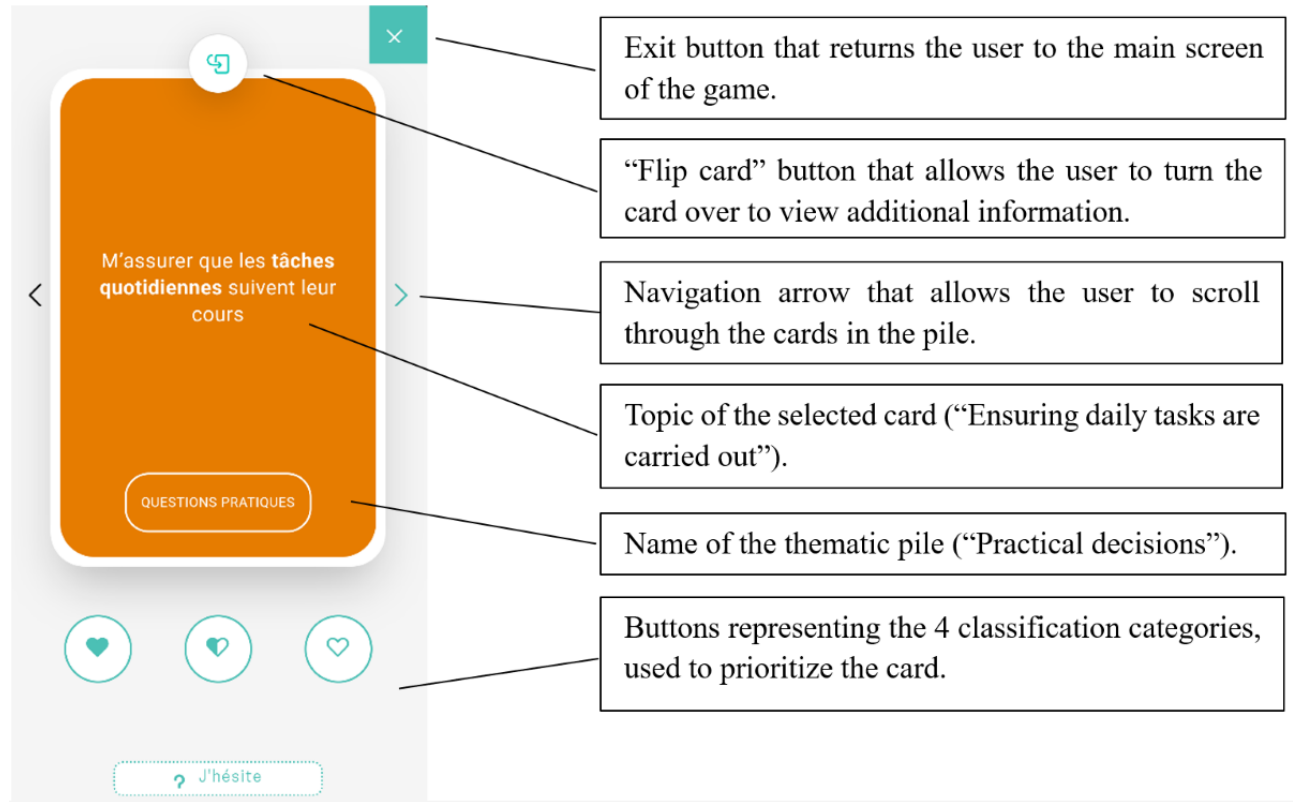 M'assurer que les tâches
quotidiennes suivent leur
cours
QUESTIONS PRATIQUES
? J'hésite
Exit button that returns the user to the main screen
of the game.
“Flip card” button that allows the user to turn the
card over to view additional information.
Navigation arrow that allows the user to scroll
through the cards in the pile.
Topic of the selected card (“Ensuring daily tasks are
carried out”).
Name of the thematic pile (“Practical decisions”).
Buttons representing the 4 classification categories,
used to prioritize the card.